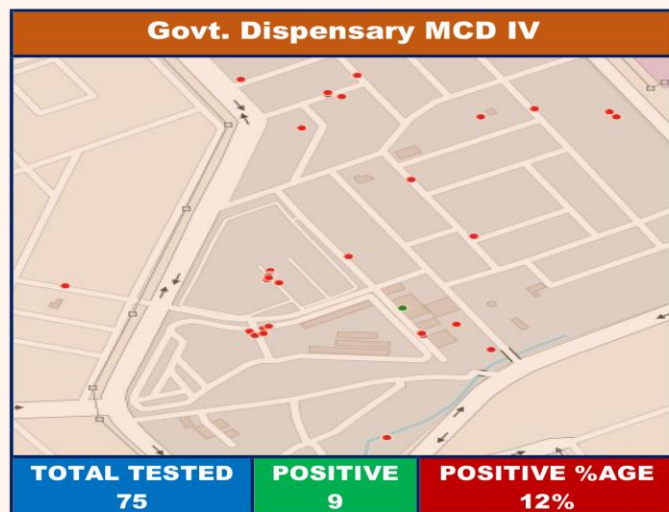 Govt. Dispensary MCD IV
TOTAL TESTED
75
POSITIVE
9
POSITIVE %AGE
12%